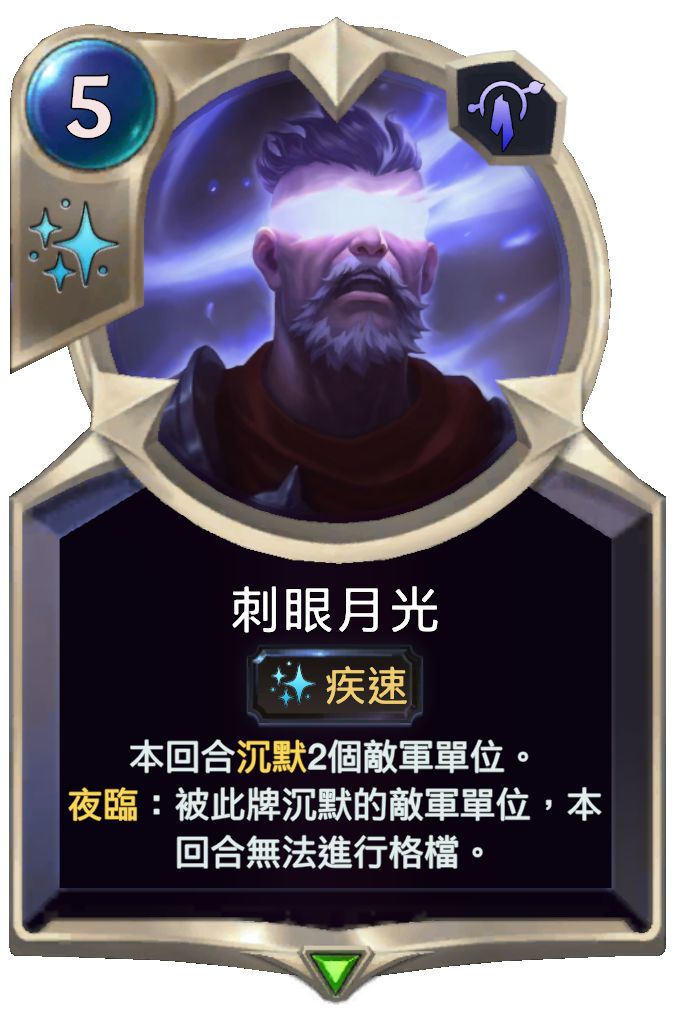 5
刺眼月光
疾速
本回合沉默2個敵軍單位。
夜臨：被此牌沉默的敵軍單位，本
回合無法進行格檔。